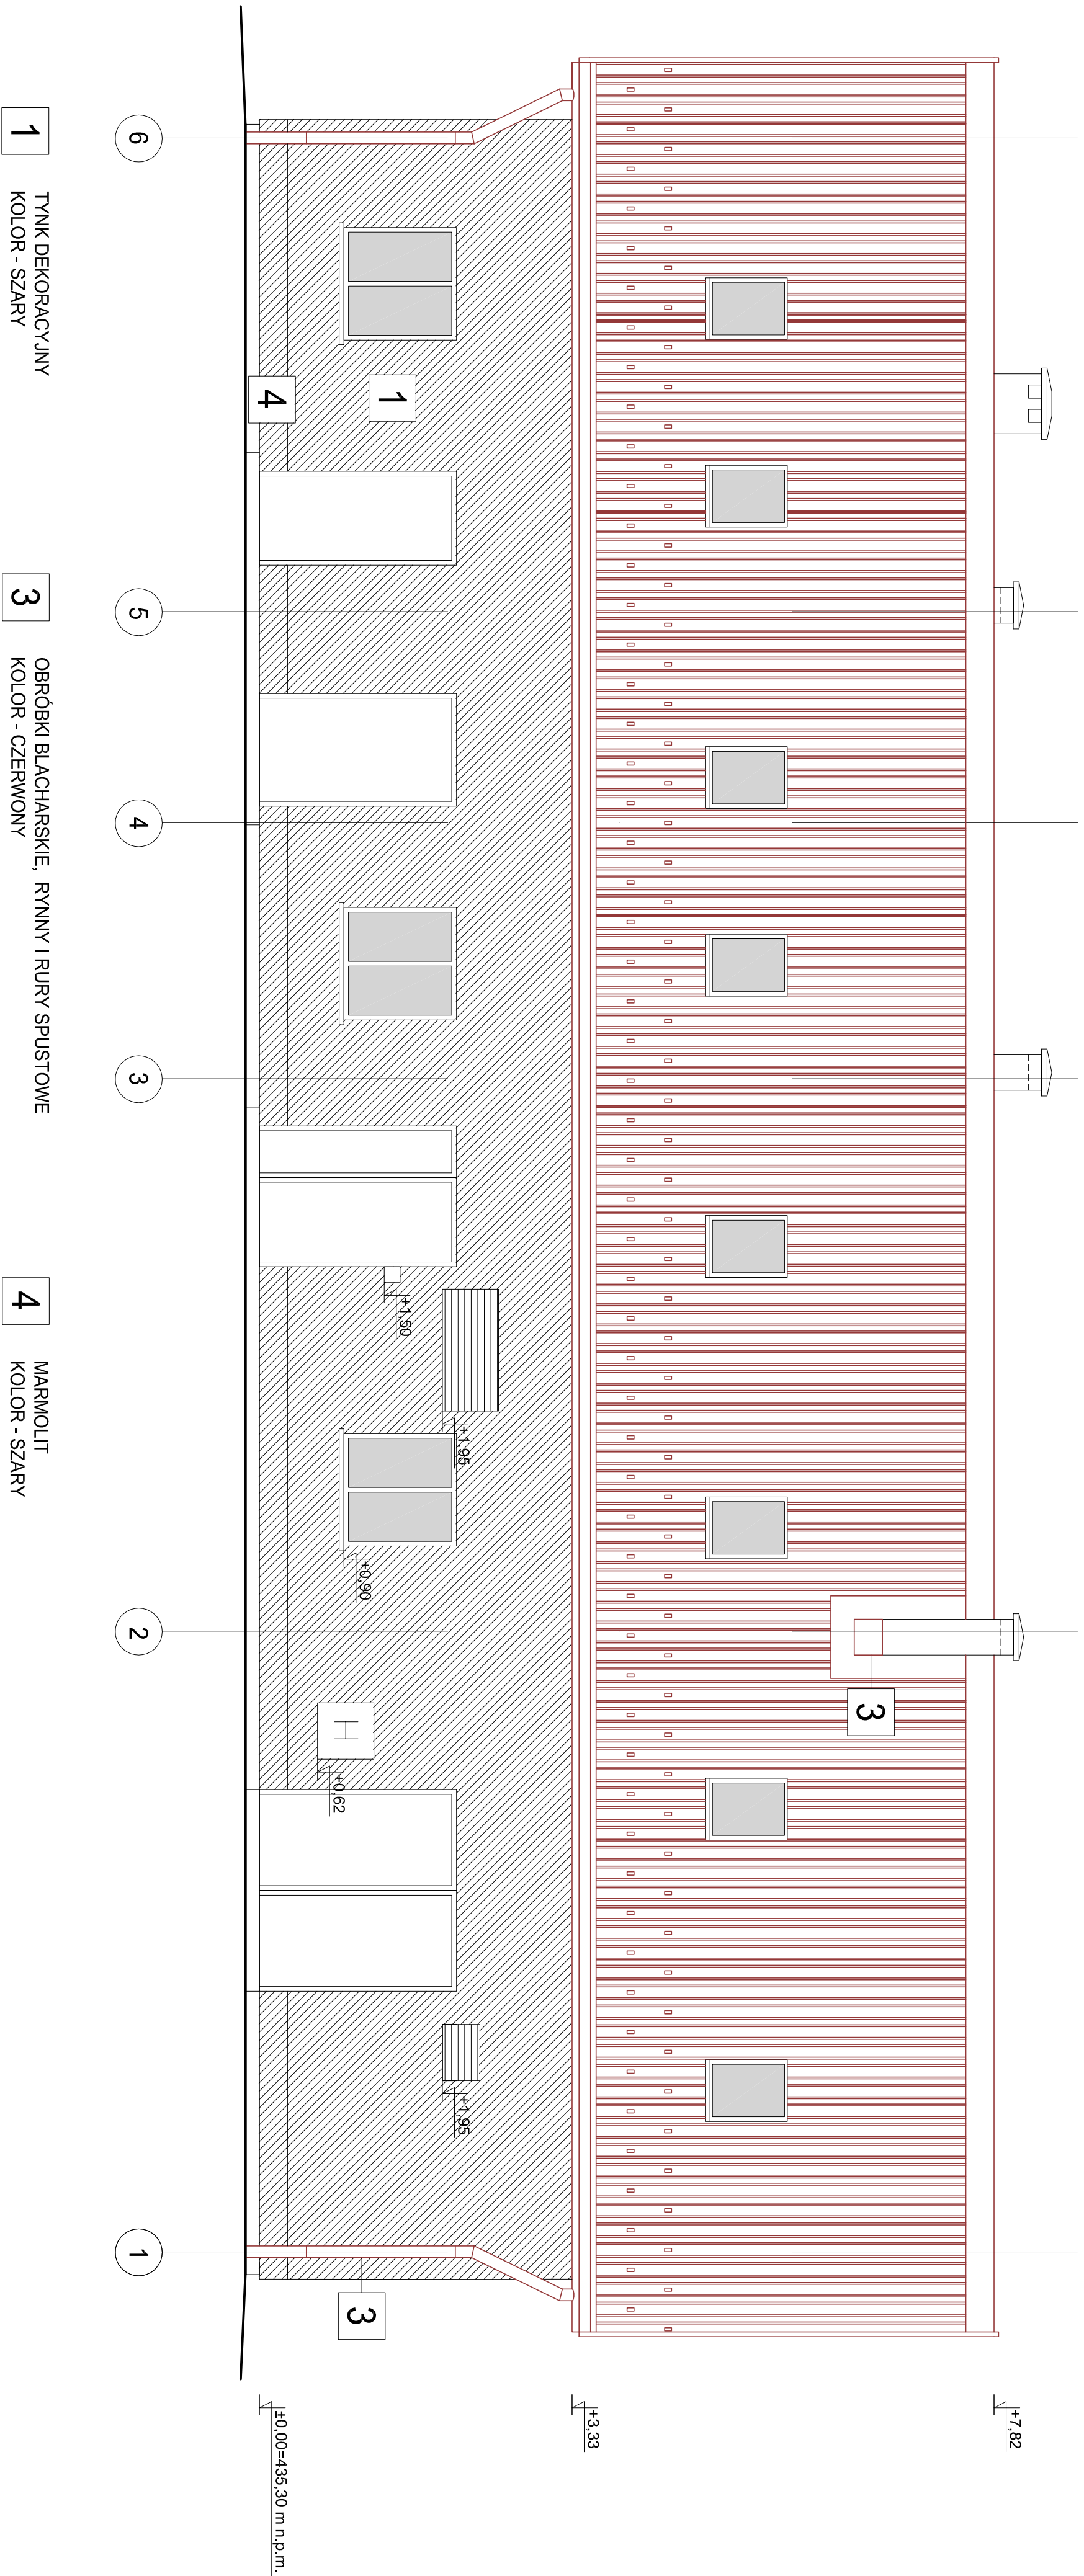 +7,82
3
+3,33
1
+1,50
+1,95
+0,90
H
+0,62
+1,95
3
4
±0,00=435,30 m n.p.m.
6
5
4
3
2
1
1
TYNK DEKORACYJNY
KOLOR - SZARY
3
OBRÓBKI BLACHARSKIE, RYNNY I RURY SPUSTOWE
KOLOR - CZERWONY
4
MARMOLIT
KOLOR - SZARY